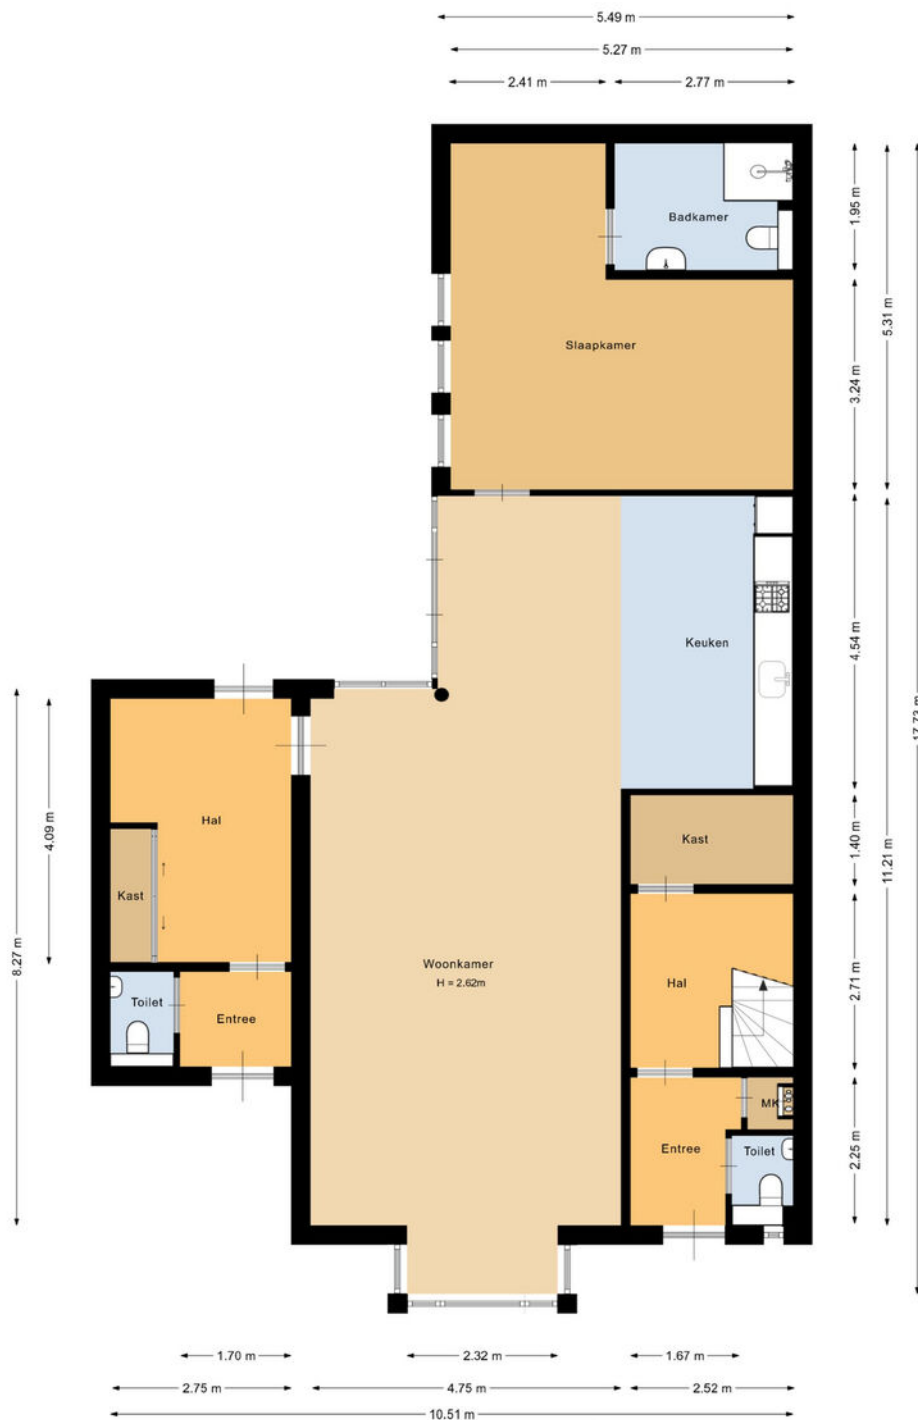 5.49 m
5.27 m
2.41 m
2.77 m
Badkamer
1.95 m
5.31 m
Slaapkamer
3.24 m
Keuken
4.54 m
17.73 m
Hal
4.09 m
Kast
1.40 m
11.21 m
Kast
8.27 m
Woonkamer
H = 2.62m
Hal
2.71 m
Toilet
Entree
MK
Entree
Toilet
2.25 m
1.70 m
2.32 m
1.67 m
2.75 m
4.75 m
2.52 m
10.51 m